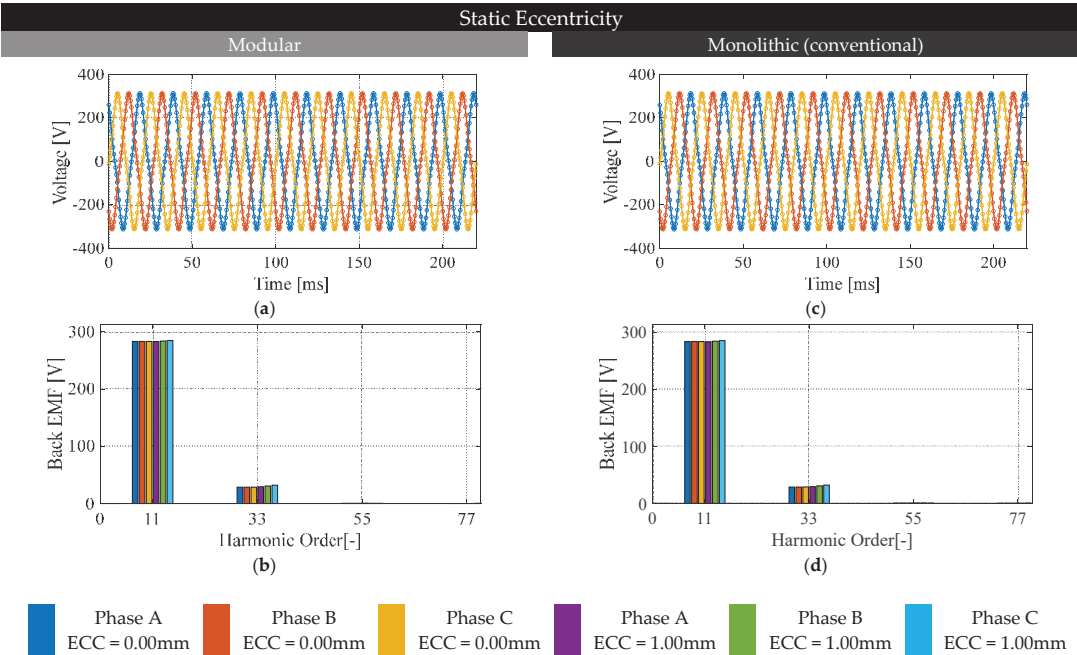 Static Eccentricity
Modular
Monolithic (conventional)
400
200
0
-200
-400
Voltage [V]
0 50 100 150 200
Time [ms]
(a)
400
200
0
-200
-400
Voltage [V]
0 50 100 150 200
Time [ms]
(c)
300
200
100
0
Back EMF [V]
0 11 33 55 77
Harmonic Order[-]
(b)
300
200
100
0
Back EMF [V]
0 11 33 55 77
Harmonic Order[-]
(d)
Phase A
ECC = 0.00mm
Phase B
ECC = 0.00mm
Phase C
ECC = 0.00mm
Phase A
ECC = 1.00mm
Phase B
ECC = 1.00mm
Phase C
ECC = 1.00mm